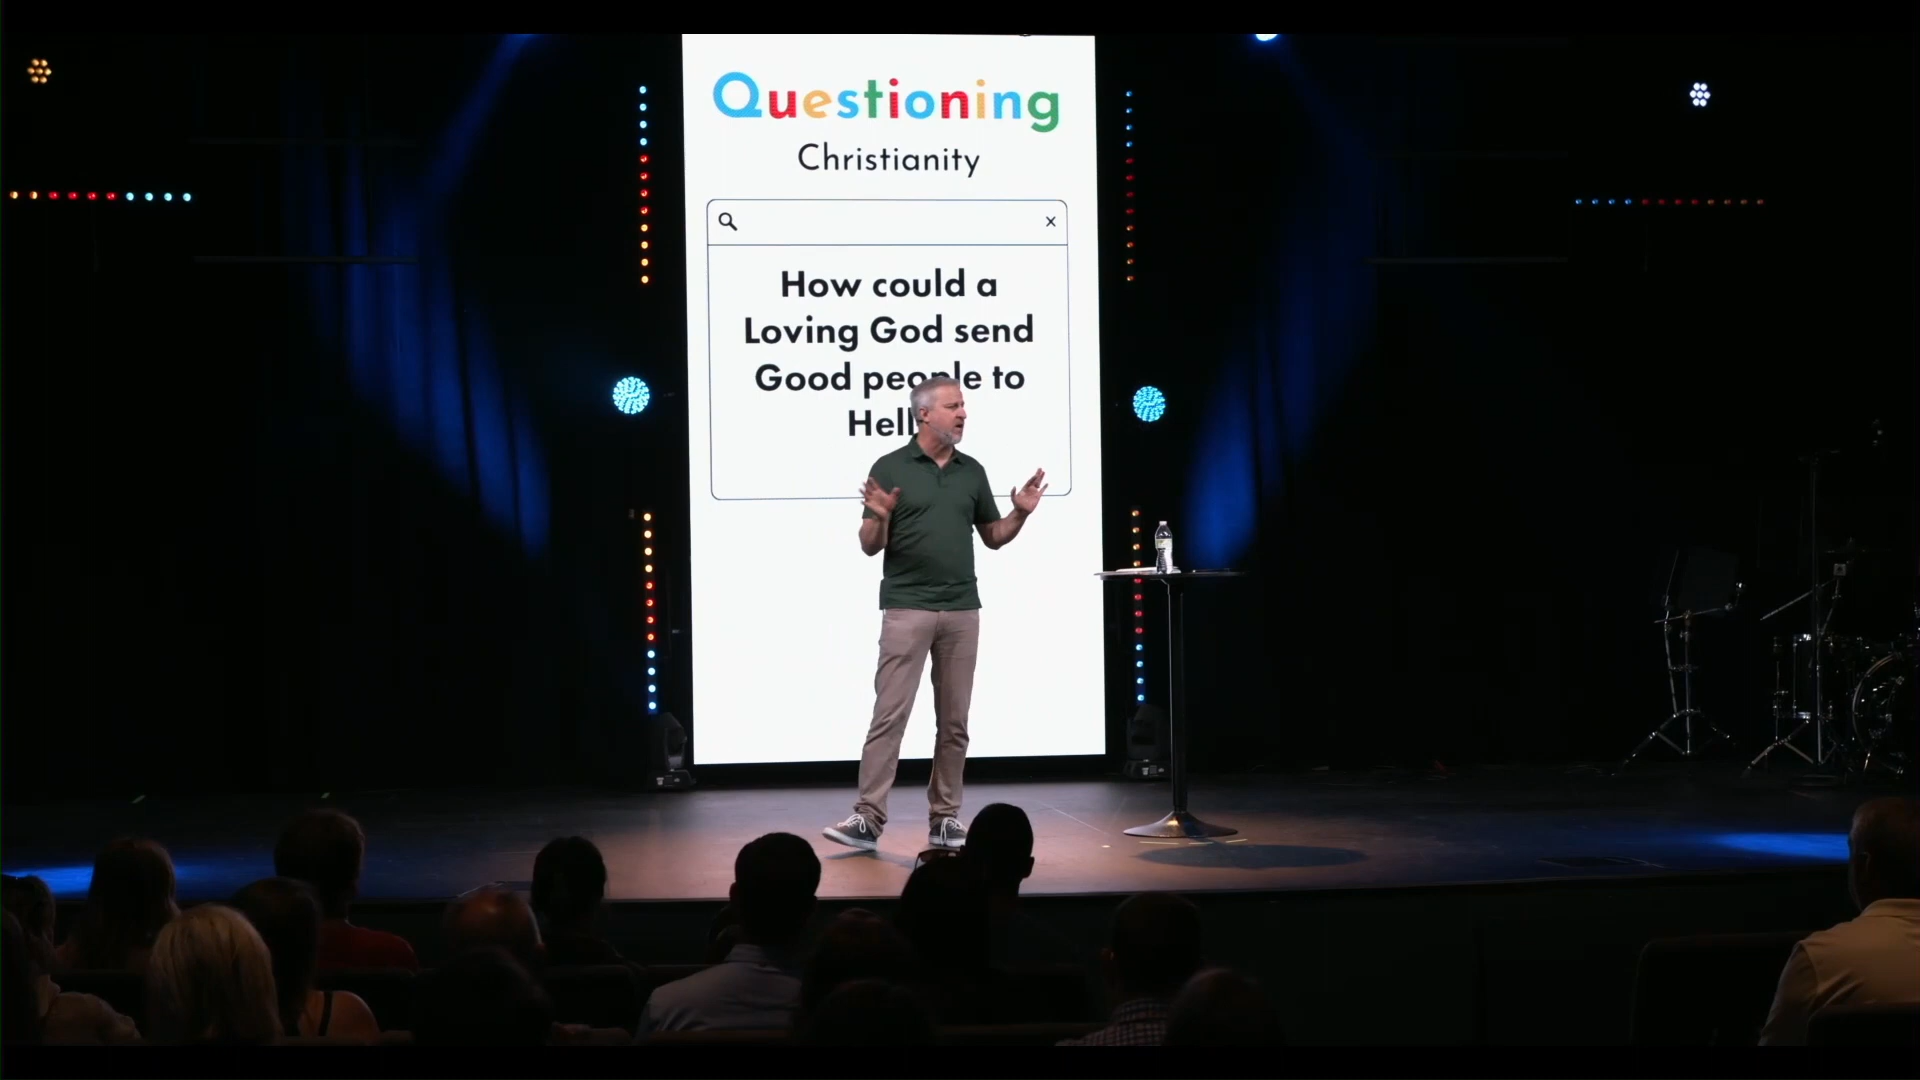 Questioning
Christianity
How could a
Loving God send
Good people to
Hell